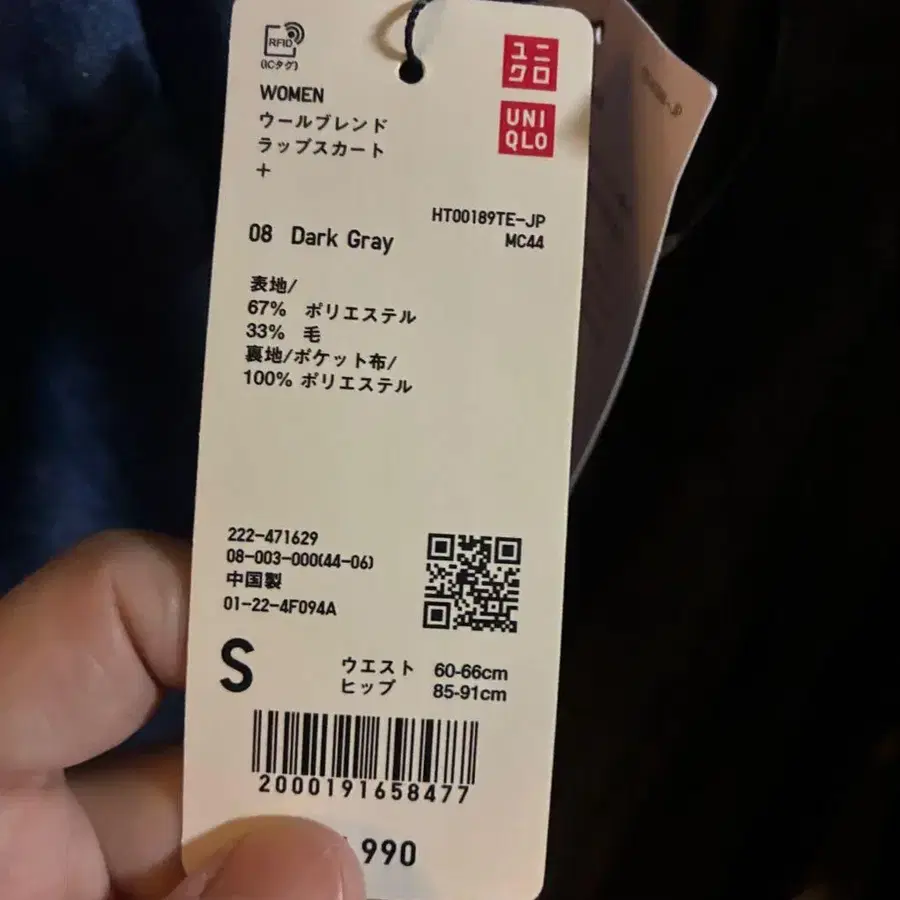 RFID
(ICタグ)
ユニ
クロ
UNI
QLO
WOMEN
ウールブレンド
ラップスカート
+
HT00189TE-JP
MC44
08 Dark Gray
表地/
67% ポリエステル
33% 毛
裏地/ポケット布/
100% ポリエステル
222-471629
08-003-000(44-06)
中国製
01-22-4F094A
S
ウエスト 60-66cm
ヒップ 85-91cm
2000191658477
990